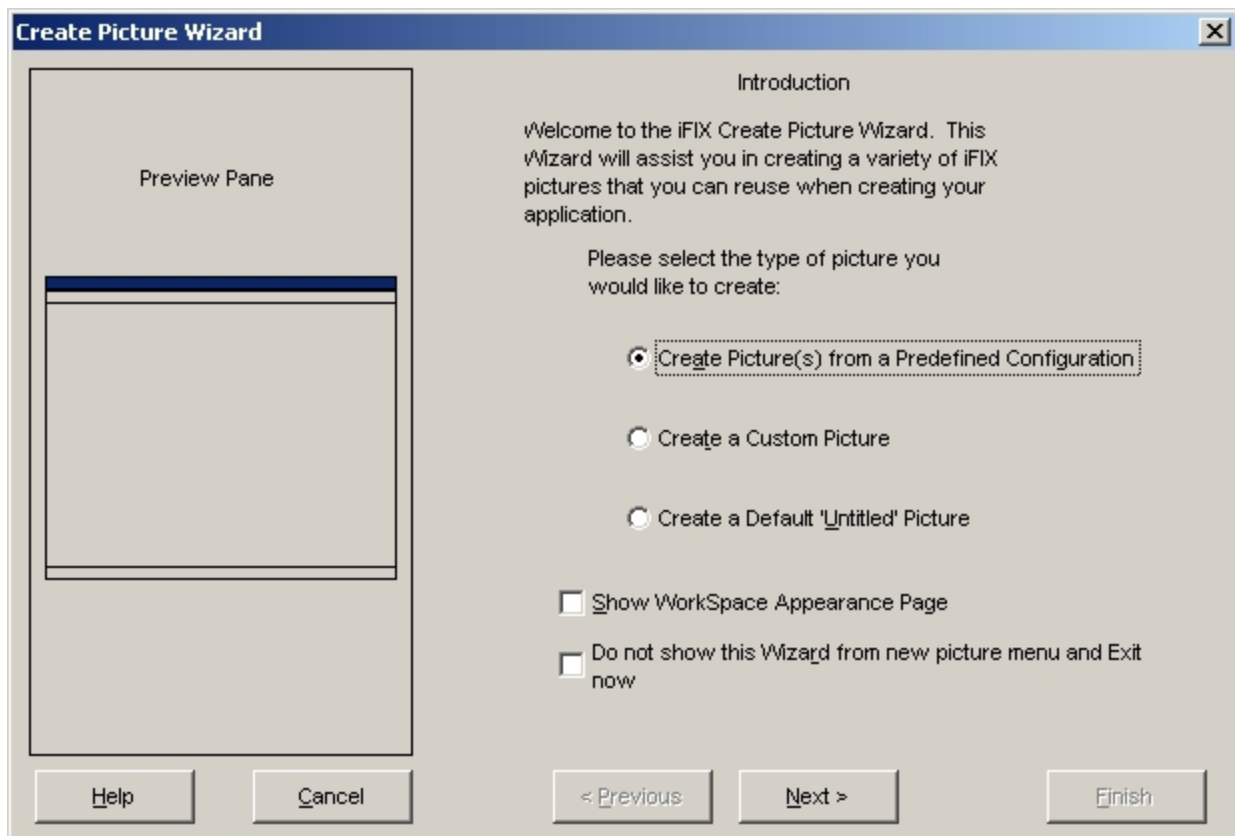 Create Picture Wizard
Preview Pane
Introduction
Welcome to the iFIX Create Picture Wizard. This
Wizard will assist you in creating a variety of iFIX
pictures that you can reuse when creating your
application.
Please select the type of picture you
would like to create:
Create Picture(s) from a Predefined Configuration
Create a Custom Picture
Create a Default 'Untitled' Picture
Show WorkSpace Appearance Page
Do not show this Wizard from new picture menu and Exit
now
Help
Cancel
< Previous
Next >
Finish